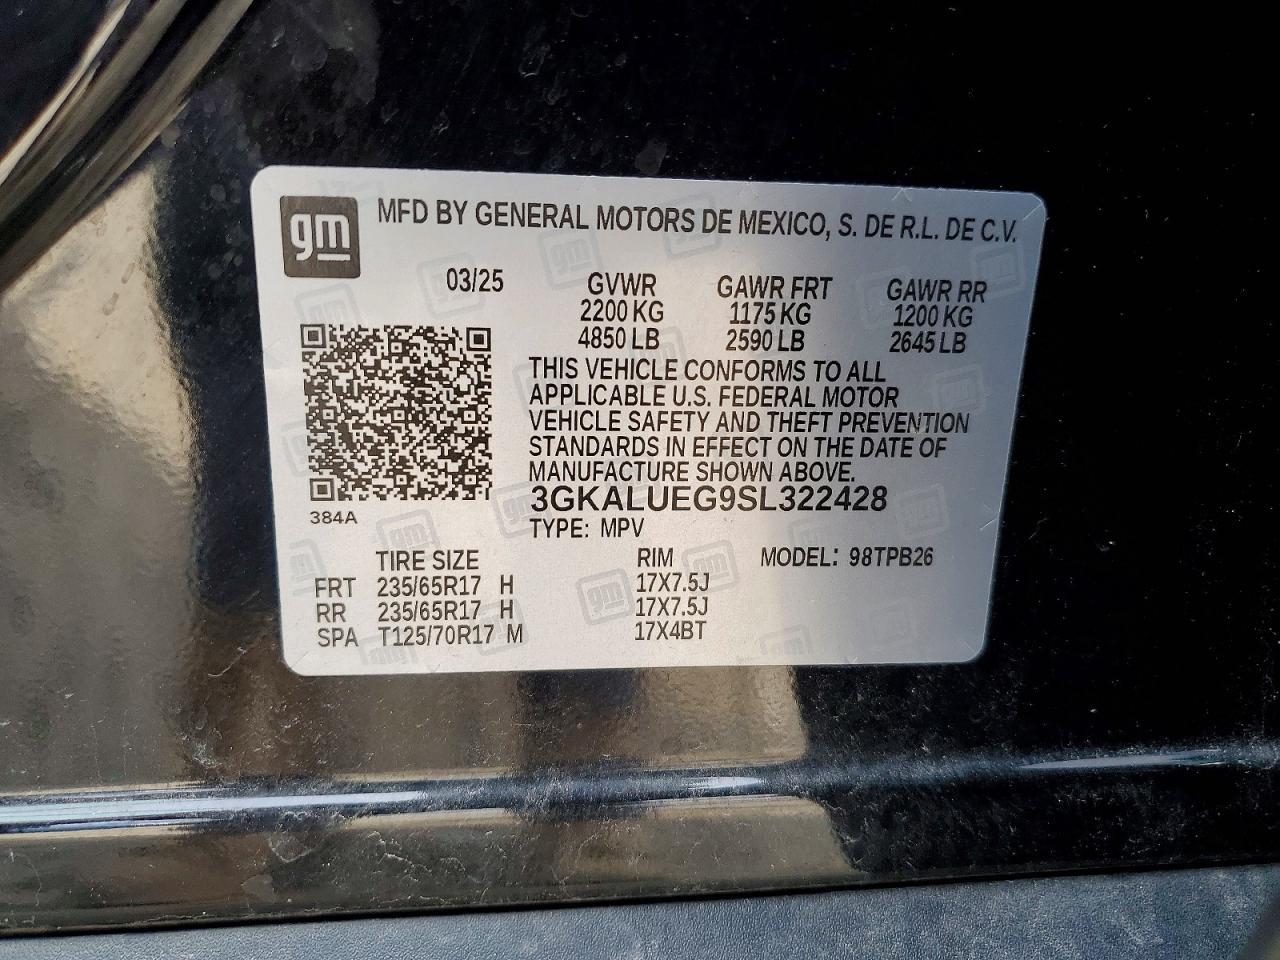 gm MFD BY GENERAL MOTORS DE MEXICO, S. DE R.L. DE C.V.
03/25 GVWR GAWR FRT GAWR RR
2200 KG 1175 KG 1200 KG
4850 LB 2590 LB 2645 LB
THIS VEHICLE CONFORMS TO ALL
APPLICABLE U.S. FEDERAL MOTOR
VEHICLE SAFETY AND THEFT PREVENTION
STANDARDS IN EFFECT ON THE DATE OF
MANUFACTURE SHOWN ABOVE.
3GKALUEG9SL322428
384A
TYPE: MPV
TIRE SIZE RIM MODEL: 98TPB26
FRT 235/65R17 H 17X7.5J
RR 235/65R17 H 17X7.5J
SPA T125/70R17 M 17X4BT